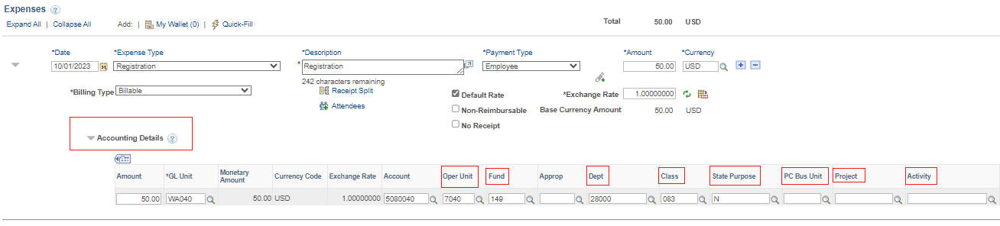 Expenses
Expand All | Collapse All Add: | My Wallet (0) | Quick-Fill Total 50.00 USD
*Date *Expense Type *Description *Payment Type *Amount *Currency
10/01/2023 Registration * Registration Employee 50.00 USD
242 characters remaining
*Billing Type Billable Receipt Split Default Rate *Exchange Rate 1.00000000
Attendees Non-Reimbursable Base Currency Amount 50.00 USD
No Receipt
Accounting Details
Amount *GL Unit Monetary Amount Currency Code Exchange Rate Account Oper Unit Fund Approp Dept Class State Purpose PC Bus Unit Project Activity
50.00 WA040 50.00 USD 1.00000000 5080040 7040 149 28000 083 N